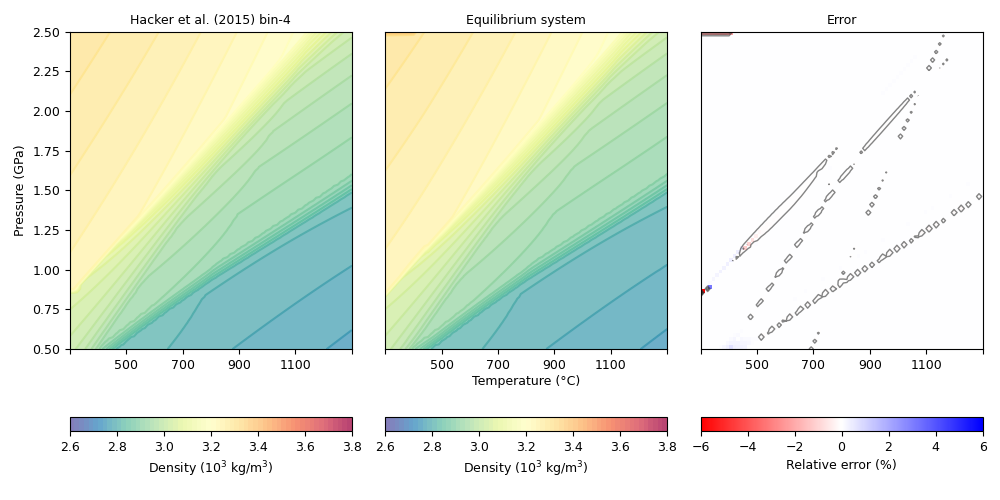 Hacker et al. (2015) bin-4
Equilibrium system
Error
Pressure (GPa)
2.50
2.25
2.00
1.75
1.50
1.25
1.00
0.75
0.50
500 700 900 1100
500 700 900 1100
500 700 900 1100
Temperature (°C)
2.6 2.8 3.0 3.2 3.4 3.6 3.8
2.6 2.8 3.0 3.2 3.4 3.6 3.8
−6 −4 −2 0 2 4 6
Density (10³ kg/m³)
Density (10³ kg/m³)
Relative error (%)